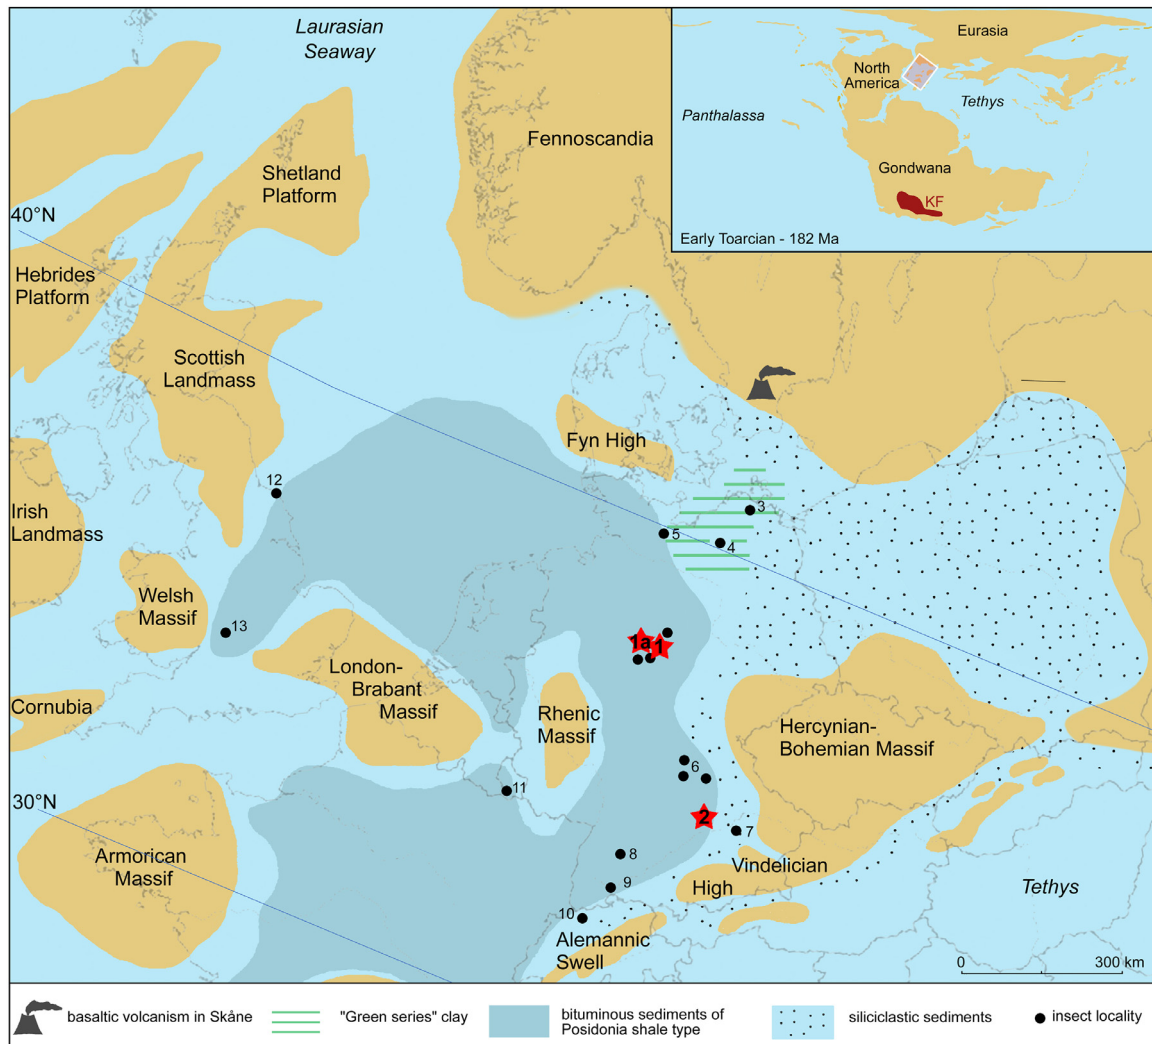 Laurasian
Seaway
Fennoscandia
Shetland
Platform
40°N
Hebrides
Platform
Scottish
Landmass
Eurasia
North
America
Panthalassa
Tethys
Gondwana
KF
Early Toarcian - 182 Ma
Fyn High
12
3
5
4
Irish
Landmass
Welsh
Massif
13
1a
1
London-
Brabant
Massif
Cornubia
Rhenic
Massif
Hercynian-
Bohemian Massif
6
11
30°N
2
7
Armorican
Massif
8
Vindelician
High
9
10
Tethys
Alemannic
Swell
0 300 km
basaltic volcanism in Skåne
"Green series" clay
bituminous sediments of
Posidonia shale type
siliciclastic sediments
insect locality